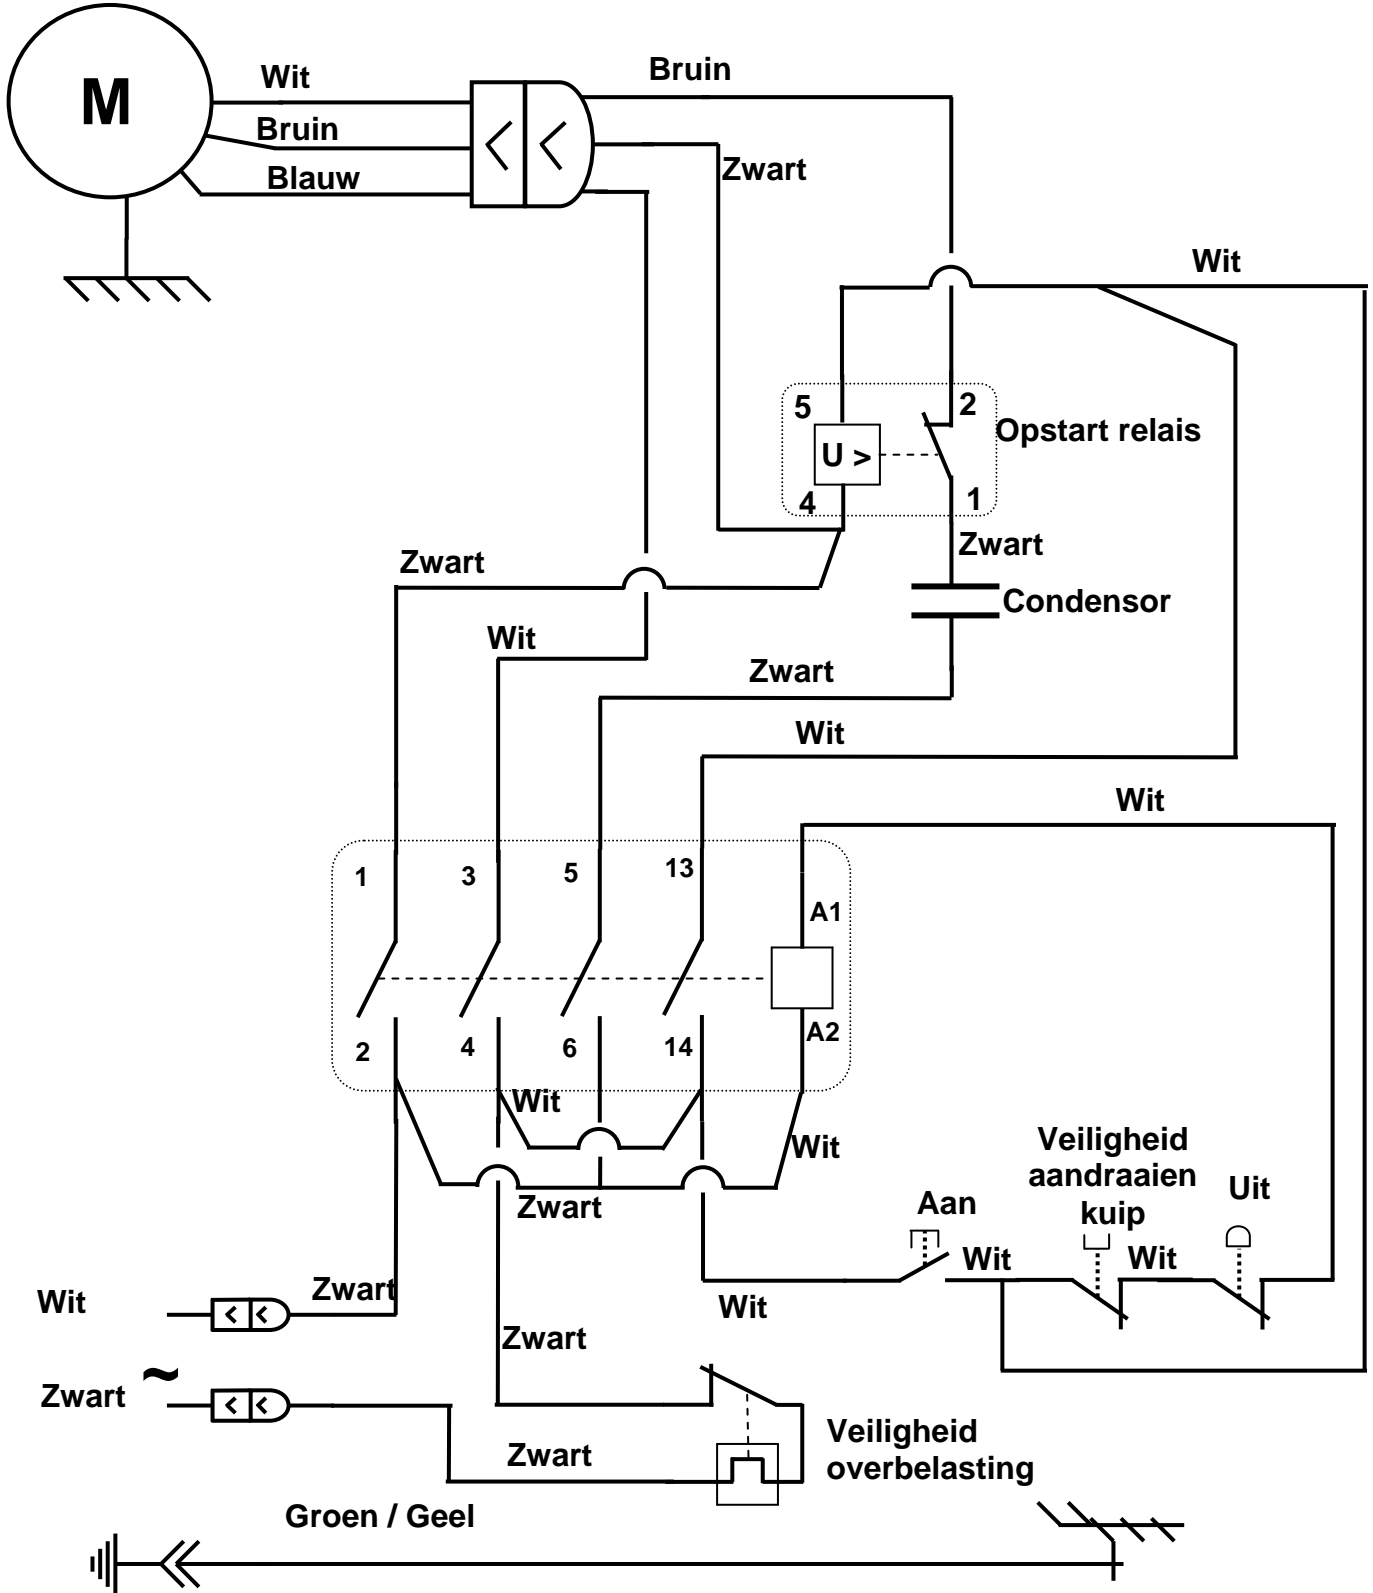 M
Wit
Bruin
Blauw
Bruin
Zwart
Wit
5
2
Opstart relais
U >
4
1
Zwart
Condensor
Zwart
Wit
Zwart
Wit
Wit
1
3
5
13
A1
2
4
6
14
A2
Wit
Wit
Zwart
Veiligheid
aandraaien
kuip
Uit
Aan
Wit
Wit
Wit
Wit
Zwart
Zwart
~
Zwart
Zwart
Veiligheid
overbelasting
Groen / Geel